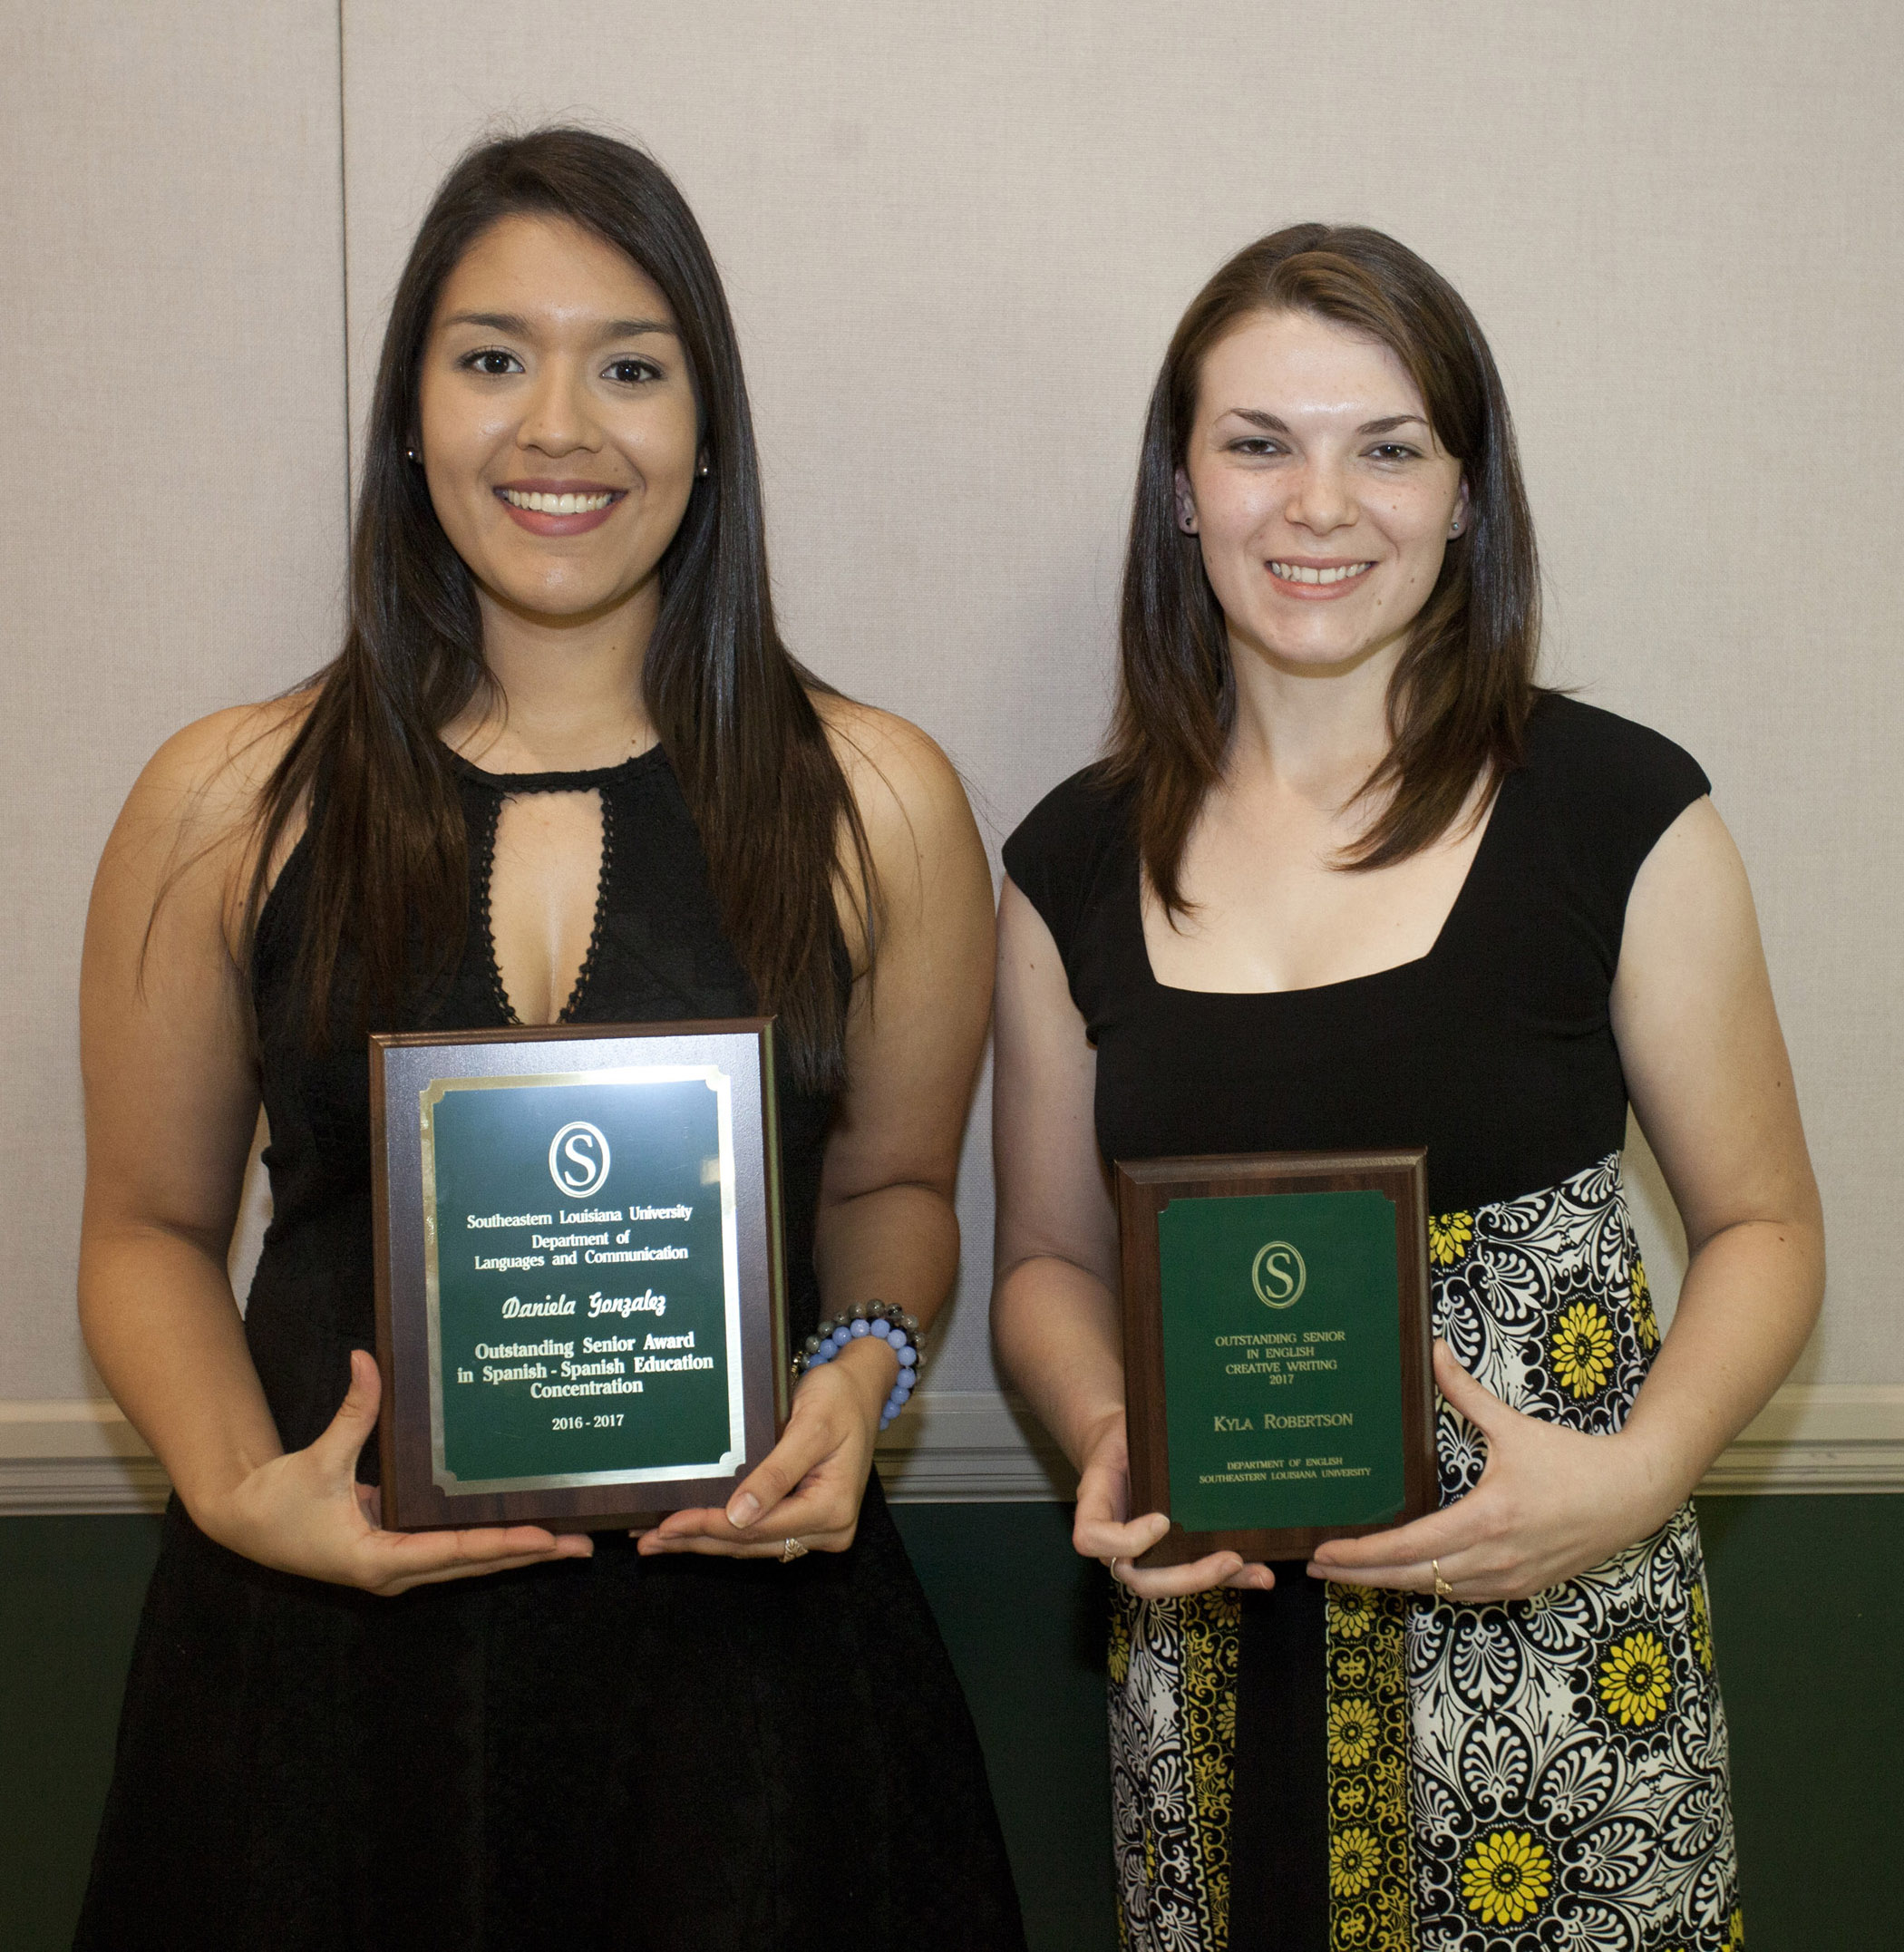 S
Southeastern Louisiana University
Department of
Languages and Communication
Daniela Gonzalez
Outstanding Senior Award
in Spanish - Spanish Education
Concentration
2016 - 2017
S
OUTSTANDING SENIOR
IN ENGLISH
CREATIVE WRITING
2017
KYLA ROBERTSON
DEPARTMENT OF ENGLISH
SOUTHEASTERN LOUISIANA UNIVERSITY